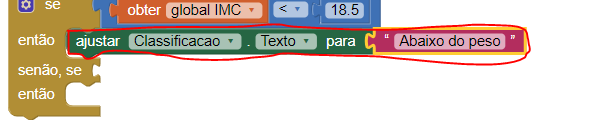 se obter global IMC < 18.5
então ajustar Classificacao . Texto para “ Abaixo do peso ”
senão, se
então